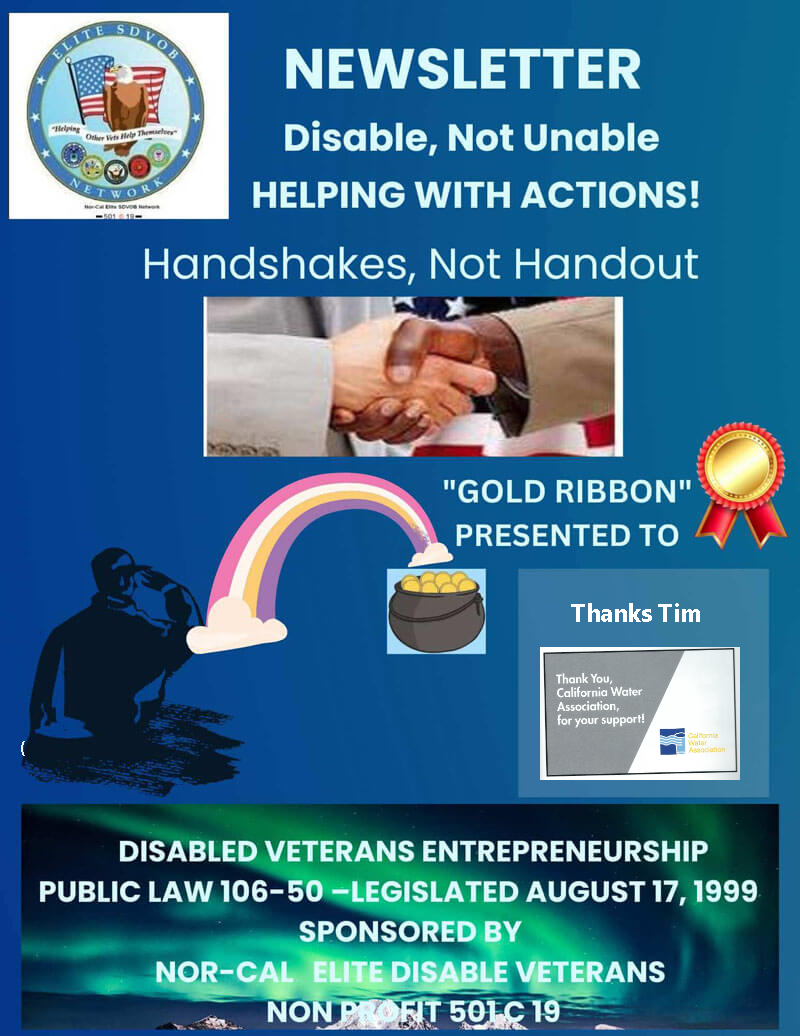 ELITE SDVOB
"Helping Other Vets Help Themselves"
NETWORK
Nor-Cal Elite SDVOB Network
501 C 19
NEWSLETTER
Disable, Not Unable
HELPING WITH ACTIONS!
Handshakes, Not Handout
"GOLD RIBBON"
PRESENTED TO
Thanks Tim
Thank You,
California Water
Association,
for your support!
California
Water
Association
(
DISABLED VETERANS ENTREPRENEURSHIP
PUBLIC LAW 106-50 –LEGISLATED AUGUST 17, 1999
SPONSORED BY
NOR-CAL ELITE DISABLE VETERANS
NON PROFIT 501 C 19